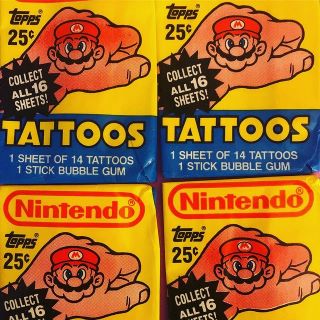 Topps
25¢
COLLECT
ALL 16
SHEETS!
TATTOOS
1 SHEET OF 14 TATTOOS
1 STICK BUBBLE GUM
Topps
25¢
COLLECT
ALL 16
SHEETS!
TATTOOS
1 SHEET OF 14 TATTOOS
1 STICK BUBBLE GUM
Nintendo®
Topps
25¢
COLLECT
ALL 16
SHEETS!
Nintendo
Topps
25¢
COLLECT
ALL 16
SHEETS!